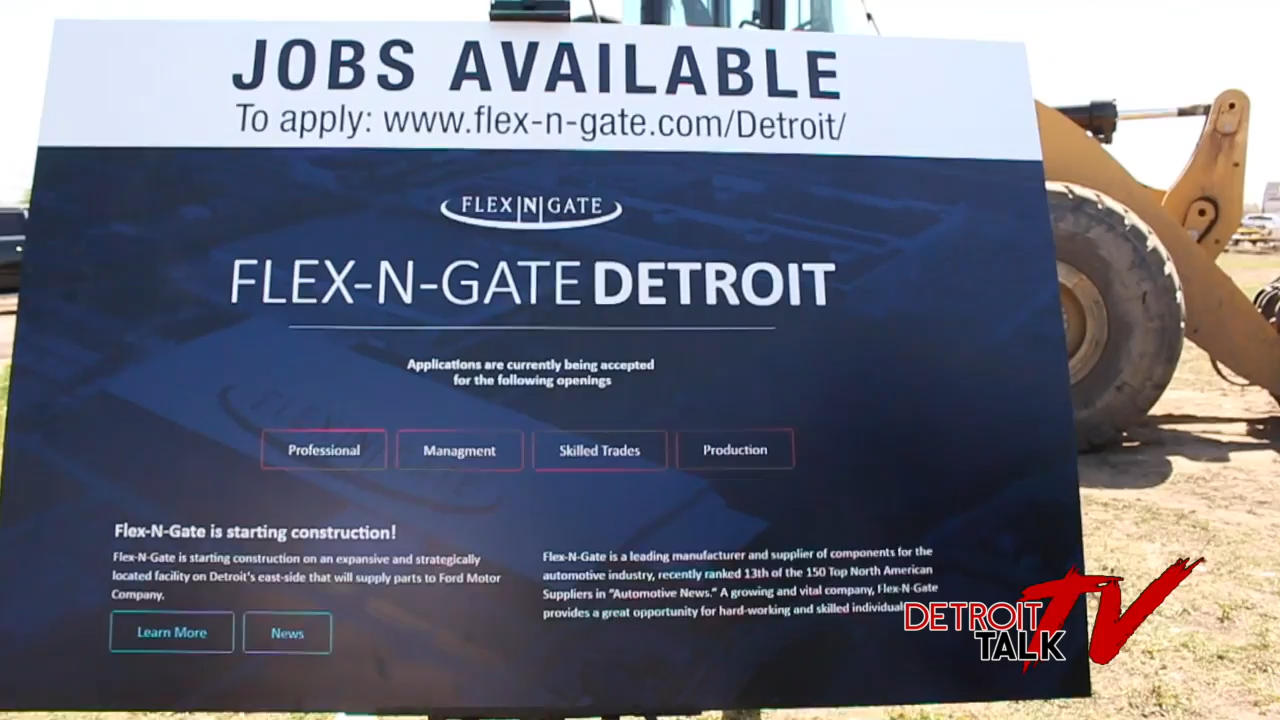 JOBS AVAILABLE
To apply: www.flex-n-gate.com/Detroit/
FLEX|N|GATE
FLEX-N-GATE DETROIT
Applications are currently being accepted
for the following openings
Professional
Managment
Skilled Trades
Production
Flex-N-Gate is starting construction!
Flex-N-Gate is starting construction on an expansive and strategically
located facility on Detroit's east-side that will supply parts to Ford Motor
Company.
Learn More
News
Flex-N-Gate is a leading manufacturer and supplier of components for the
automotive industry, recently ranked 13th of the 150 Top North American
Suppliers in "Automotive News." A growing and vital company, Flex-N-Gate
provides a great opportunity for hard-working and skilled individual
DETROIT
TALK
TV